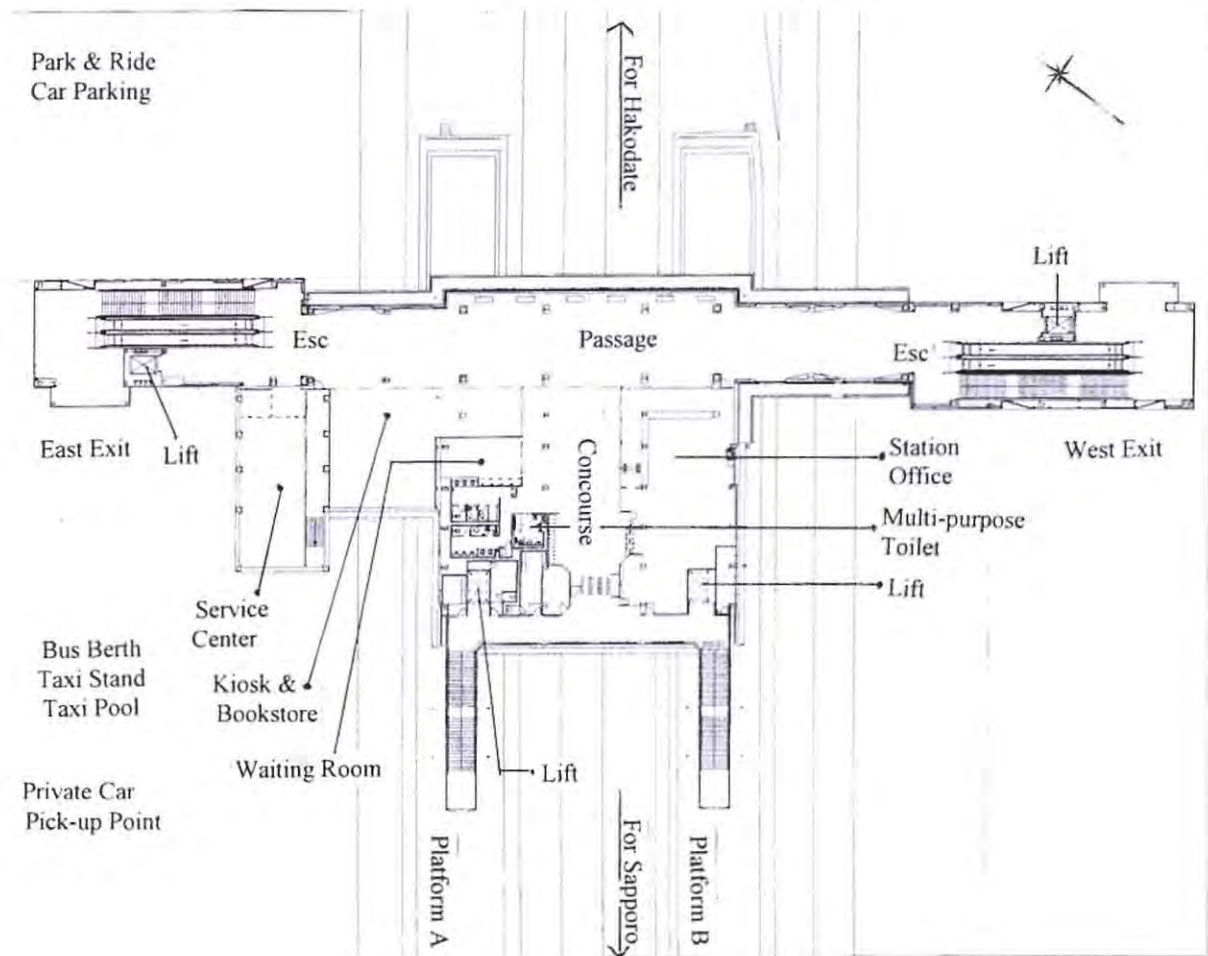 Park & Ride
Car Parking
For Hakodate
Lift
Esc
Passage
Esc
East Exit
Lift
Concourse
Station
Office
West Exit
Multi-purpose
Toilet
Lift
Service
Center
Bus Berth
Taxi Stand
Taxi Pool
Kiosk &
Bookstore
Waiting Room
Lift
Private Car
Pick-up Point
Platform A
For Sapporo
Platform B